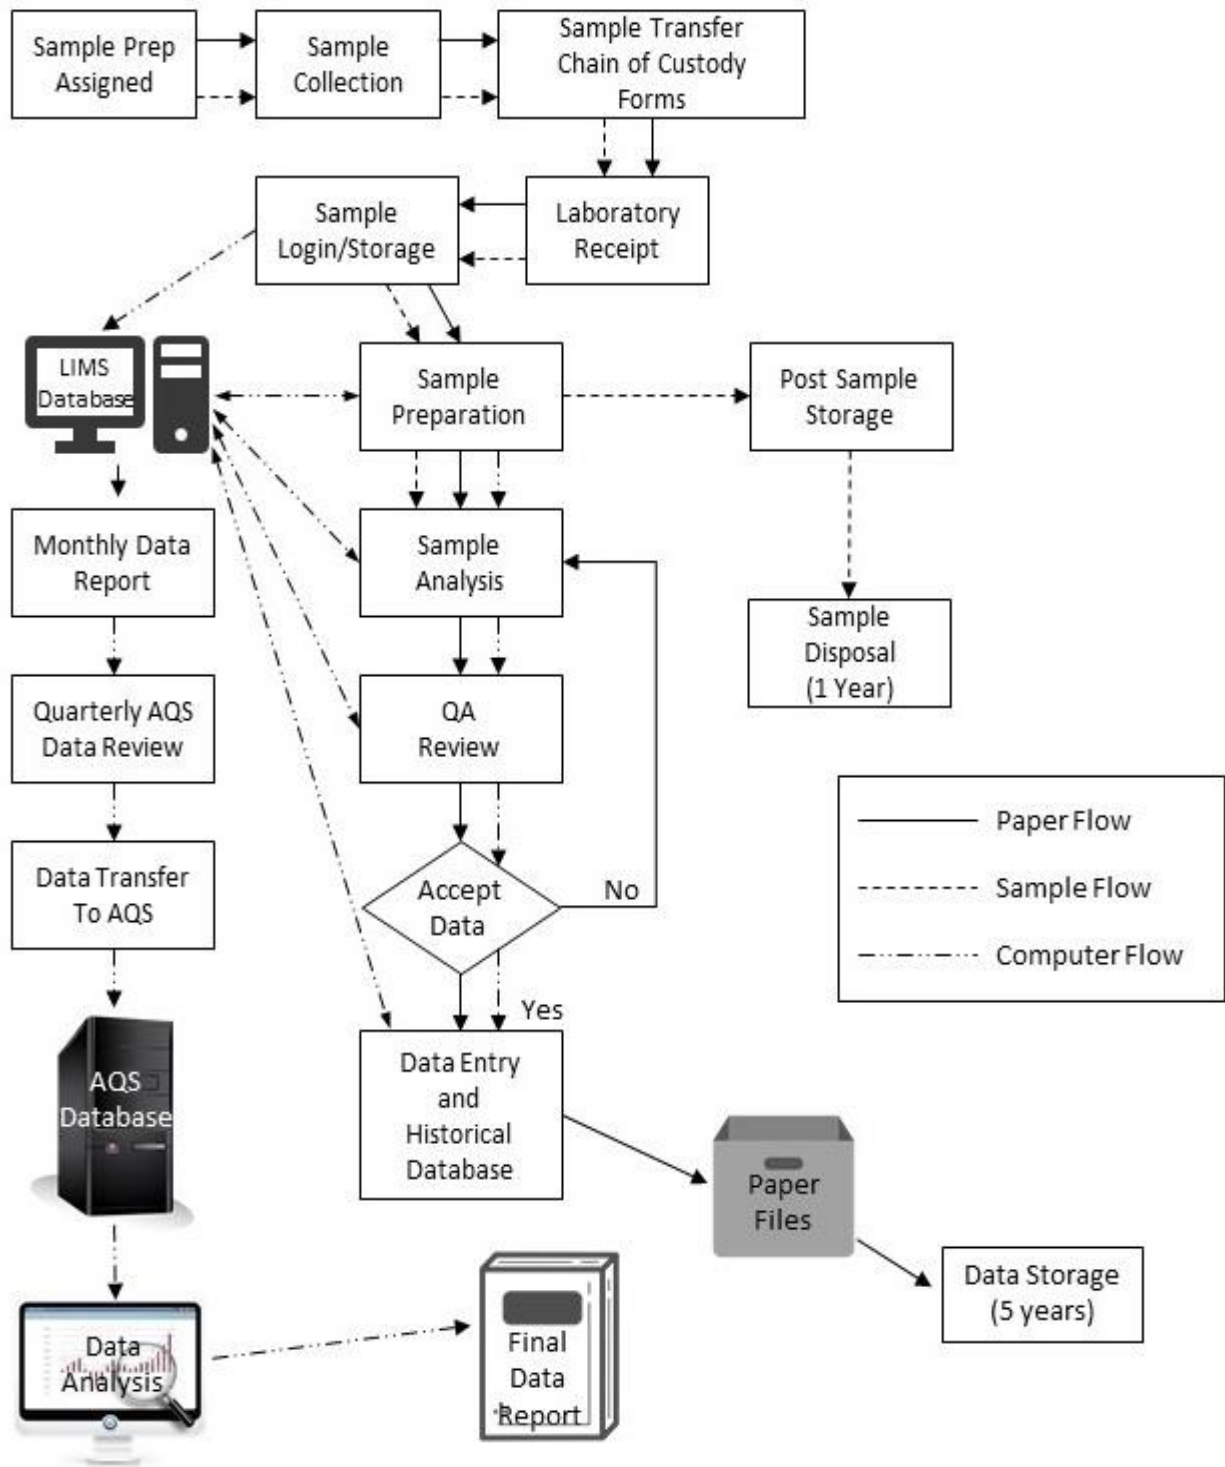 Sample Prep
Assigned
Sample
Collection
Sample Transfer
Chain of Custody
Forms
Sample
Login/Storage
Laboratory
Receipt
LIMS
Database
Sample
Preparation
Post Sample
Storage
Monthly Data
Report
Sample
Analysis
Sample
Disposal
(1 Year)
Quarterly AQS
Data Review
QA
Review
Paper Flow
Sample Flow
Computer Flow
Data Transfer
To AQS
Accept
Data
No
Yes
AQS
Database
Data Entry
and
Historical
Database
Paper
Files
Data Storage
(5 years)
Data
Analysis
Final
Data
Report